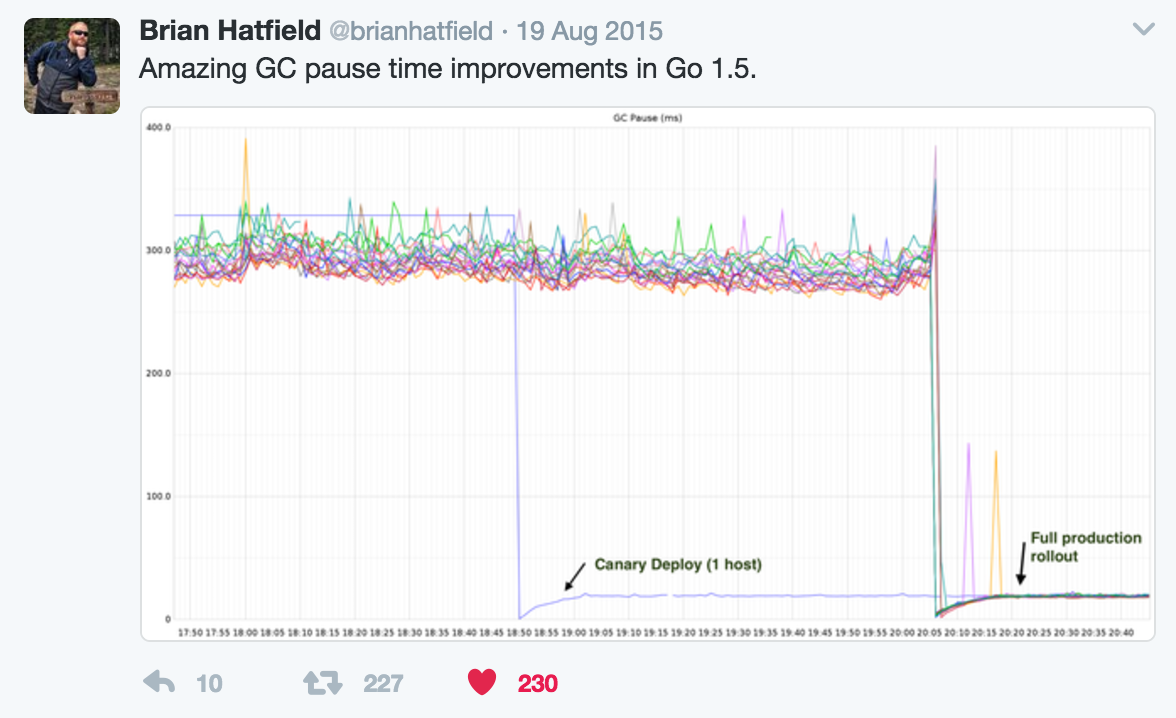 Brian Hatfield @brianhatfield · 19 Aug 2015
Amazing GC pause time improvements in Go 1.5.
GC Pause (ms)
400.0
300.0
200.0
100.0
0
Canary Deploy (1 host)
Full production
rollout
17:50 17:55 18:00 18:05 18:10 18:15 18:20 18:25 18:30 18:35 18:40 18:45 18:50 18:55 19:00 19:05 19:10 19:15 19:20 19:25 19:30 19:35 19:40 19:45 19:50 19:55 20:00 20:05 20:10 20:15 20:20 20:25 20:30 20:35 20:40
10 227 230